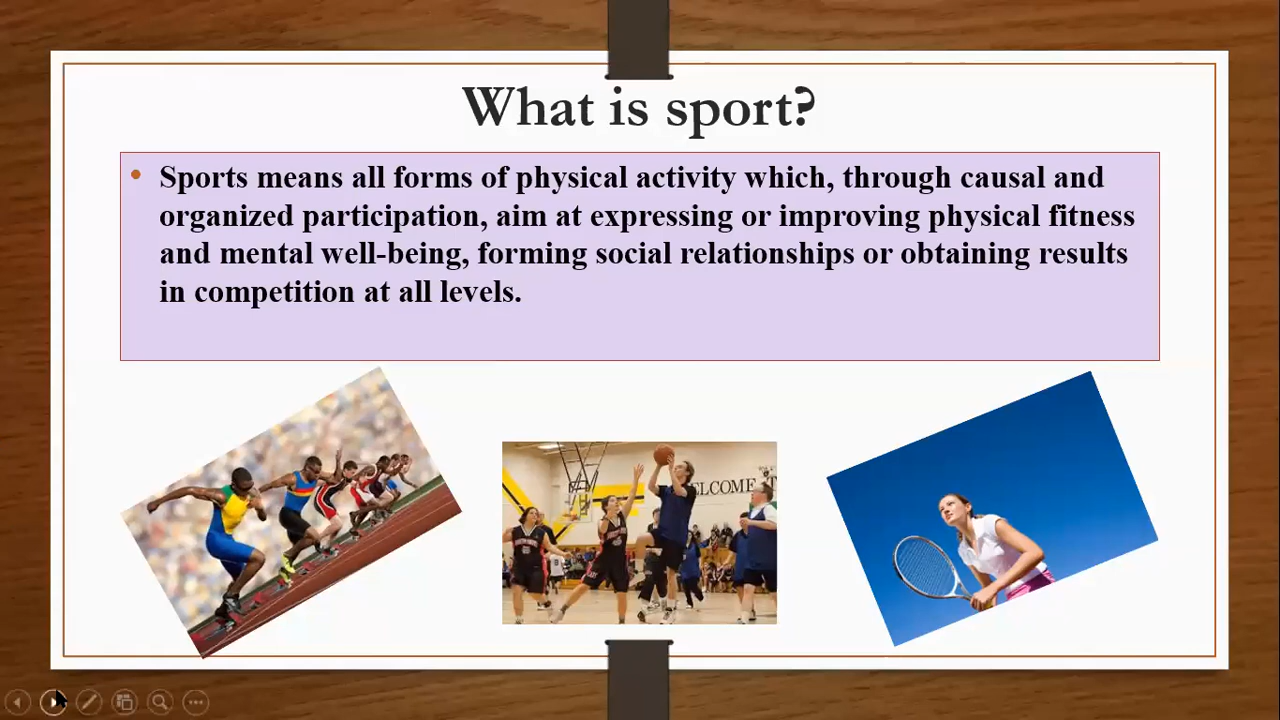 What is sport?
• Sports means all forms of physical activity which, through causal and
organized participation, aim at expressing or improving physical fitness
and mental well-being, forming social relationships or obtaining results
in competition at all levels.